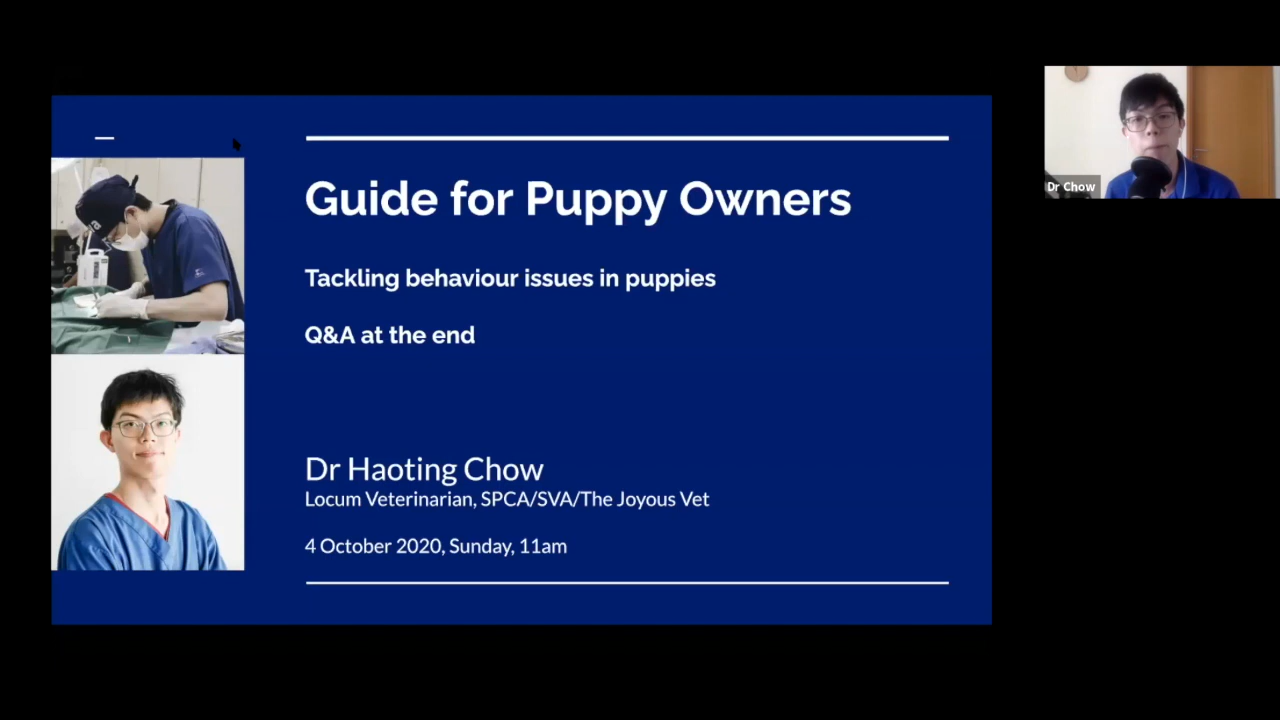 Guide for Puppy Owners
Tackling behaviour issues in puppies
Q&A at the end
Dr Haoting Chow
Locum Veterinarian, SPCA/SVA/The Joyous Vet
4 October 2020, Sunday, 11am
Dr Chow